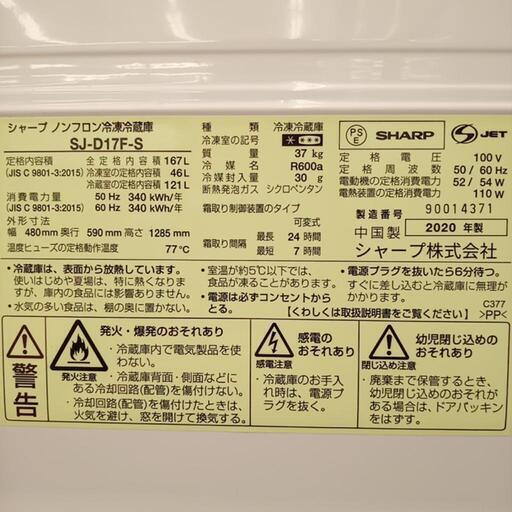 シャープ ノンフロン冷凍冷蔵庫
SJ-D17F-S
定格内容積 全定格内容積 167L
(JIS C 9801-3:2015) 冷凍室の定格内容積 46L
冷蔵室の定格内容積 121L
消費電力量 50 Hz 340 kWh/年
(JIS C 9801-3:2015) 60 Hz 340 kWh/年
外形寸法
幅 480mm 奥行 590mm 高さ 1285mm
温度ヒューズの定格動作温度 77℃
種類 冷凍冷蔵庫
冷凍室の記号
質量 37 kg
冷媒 R600a
冷媒封入量 30 g
断熱発泡ガス シクロペンタン
霜取り制御装置のタイプ
可変式
霜取り間隔 最長 24 時間
最短 7 時間
PS
E
SHARP
S JET
定格電圧 100 V
定格周波数 50 / 60 Hz
電動機の定格消費電力 52 / 54 W
電熱装置の定格消費電力 110 W
製造番号 90014371
中国製 2020 年製
シャープ株式会社
• 冷蔵庫は、表面から放熱しています。
使いはじめや夏場は、特に熱くなりま
すが、庫内の食品には影響ありません。
• 水気の多い食品は、棚の奥に置かない。
• 室温が約5℃以下では、
食品が凍ることがあります。
• 電源は必ずコンセントから
とる。
• 電源プラグを抜いたら6分待つ。
すぐに差し込むと冷蔵庫に無理が
かかります。
【くわしくは取扱説明書をご覧ください】
C377
>PP<
警告
発火・爆発のおそれあり
発火注意
• 冷蔵庫内で電気製品を使
わない。
• 冷蔵庫背面・側面などに
ある冷却回路(配管)を傷付けない。
• 冷却回路(配管)を傷付けたときは、
火気を避け、窓を開けて換気する。
感電の
おそれあり
感電注意
• 冷蔵庫のお手入
れ時は、電源プ
ラグを抜く。
幼児閉じ込めの
おそれあり
閉じ込め注意
• 廃棄まで保管するときに、
幼児閉じ込めのおそれが
ある場合は、ドアパッキン
をはずす。